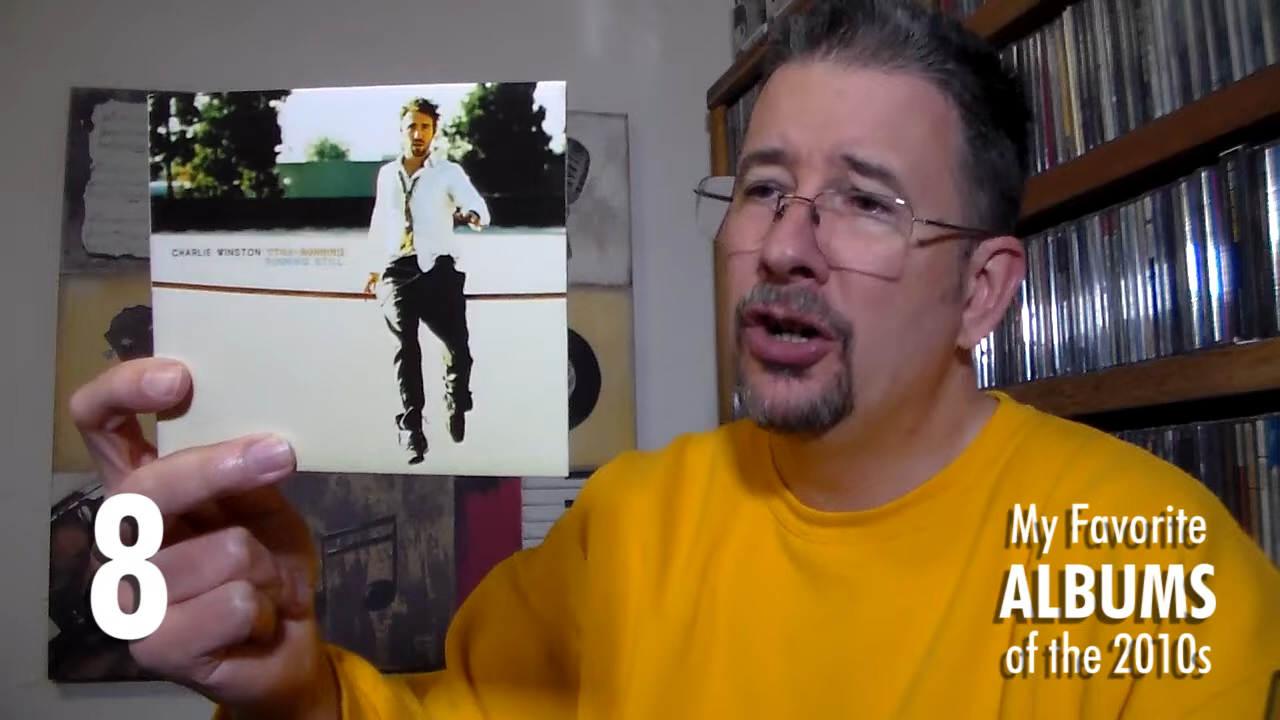 CHARLIE WINSTON
RUNNING STILL
8
My Favorite
ALBUMS
of the 2010s